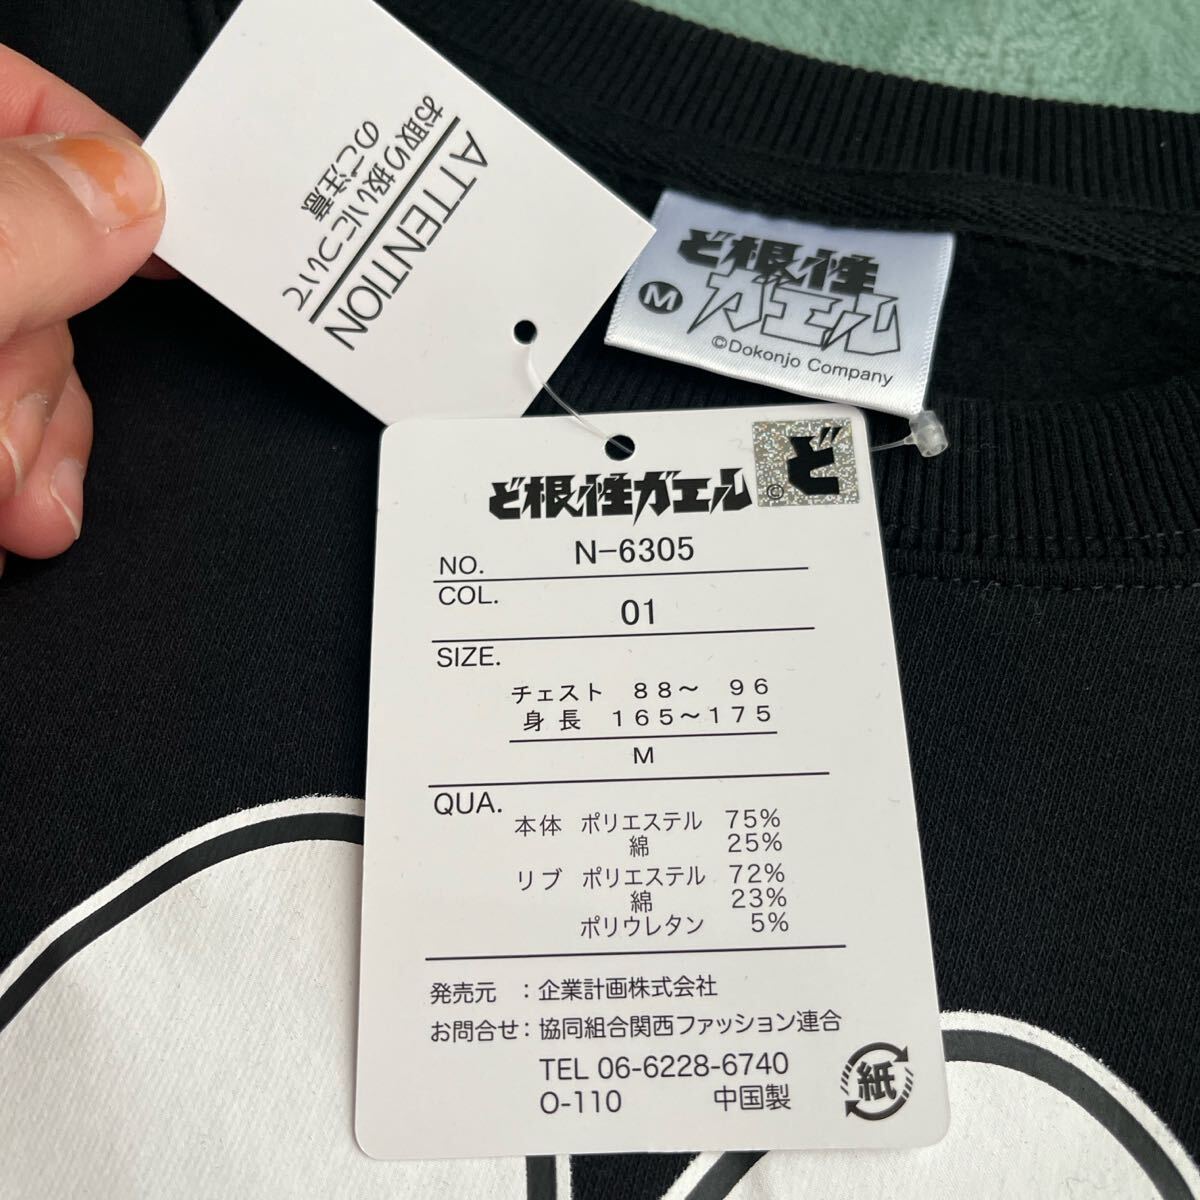 ATTENTION
お取り扱いについて
のご注意
ど根性
ガエル
M
©Dokonjo Company
ど根性ガエル
ど
©
NO. N-6305
COL. 01
SIZE.
チェスト 88〜 96
身長 165〜175
M
QUA.
本体 ポリエステル 75%
綿 25%
リブ ポリエステル 72%
綿 23%
ポリウレタン 5%
発売元 : 企業計画株式会社
お問合せ : 協同組合関西ファッション連合
TEL 06-6228-6740
O-110 中国製
紙